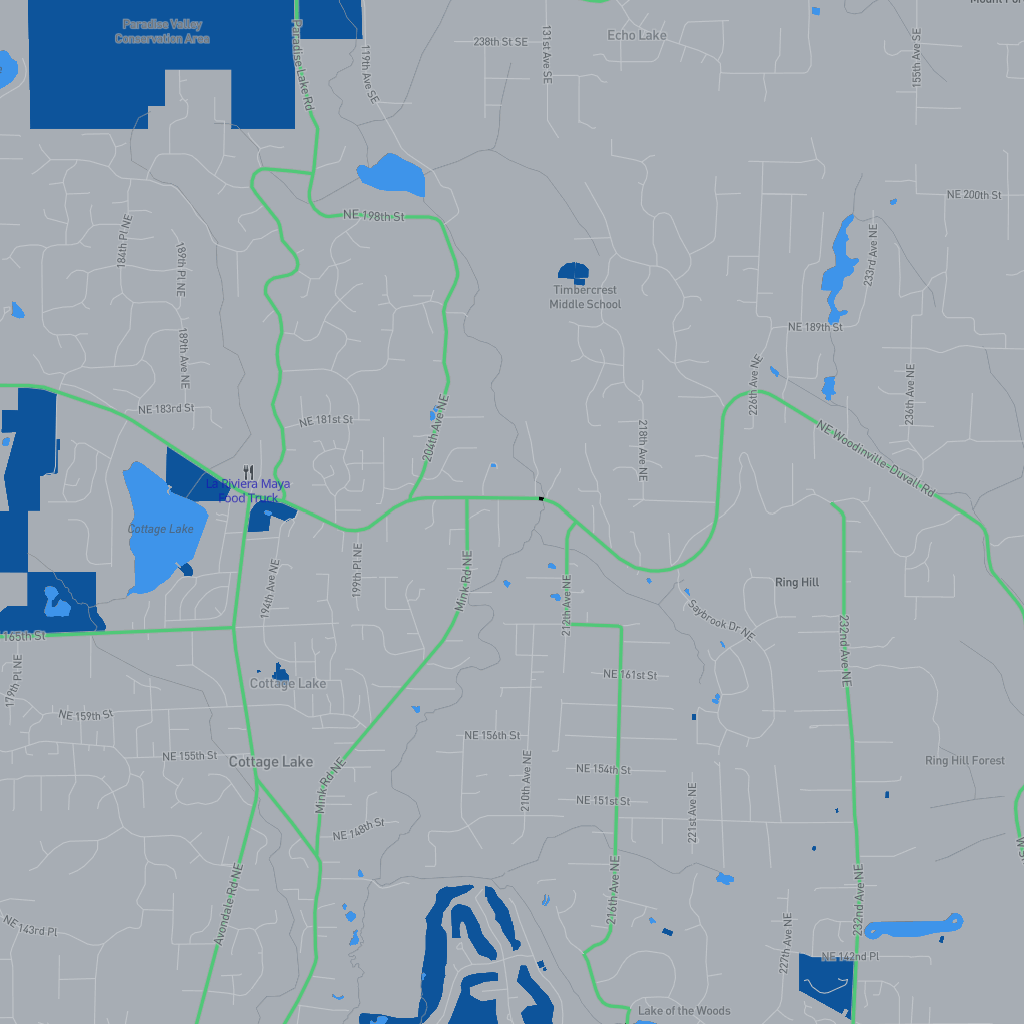 Paradise Valley
Conservation Area
Paradise Lake Rd
119th Ave SE
238th St SE
131st Ave SE
Echo Lake
155th Ave SE
NE 200th St
NE 198th St
184th Pl NE
189th Pl NE
233rd Ave NE
Timbercrest
Middle School
NE 189th St
189th Ave NE
226th Ave NE
236th Ave NE
NE 183rd St
NE 181st St
204th Ave NE
218th Ave NE
NE Woodinville-Duvall Rd
La Riviera Maya
Food Truck
Cottage Lake
194th Ave NE
199th Pl NE
Mink Rd NE
212th Ave NE
Ring Hill
Saybrook Dr NE
232nd Ave NE
165th St
179th Pl NE
NE 161st St
Cottage Lake
NE 159th St
NE 156th St
NE 155th St
Cottage Lake
NE 154th St
Ring Hill Forest
Mink Rd NE
210th Ave NE
NE 151st St
221st Ave NE
NE 148th St
Avondale Rd NE
216th Ave NE
232nd Ave NE
NE 143rd Pl
227th Ave NE
NE 142nd Pl
Lake of the Woods